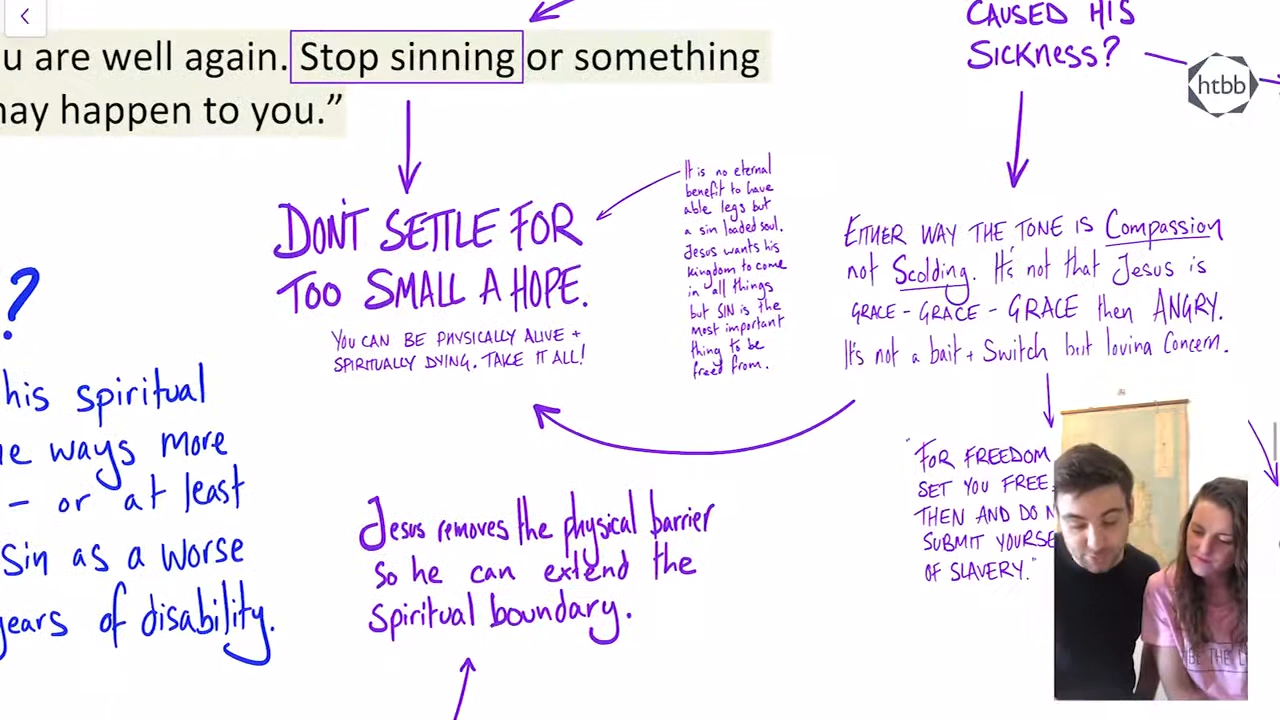 CAUSED HIS
SICKNESS?
htbb
u are well again. Stop sinning or something
may happen to you.”
DON'T SETTLE FOR
TOO SMALL A HOPE.
YOU CAN BE PHYSICALLY ALIVE +
SPIRITUALLY DYING. TAKE IT ALL!
It is no eternal
benefit to have
able legs but
a sin loaded soul.
Jesus wants his
kingdom to come
in all things
but SIN is the
most important
thing to be
freed from.
EITHER WAY THE TONE IS Compassion
not Scolding. It's not that Jesus is
GRACE - GRACE - GRACE then ANGRY.
It's not a bait + Switch but loving Concern.
?
his spiritual
e ways more
- or at least
Sin as a worse
years of disability.
Jesus removes the physical barrier
so he can extend the
spiritual boundary.
"FOR FREEDOM
SET YOU FREE.
THEN AND DO N
SUBMIT YOURSE
OF SLAVERY."
BE THE L